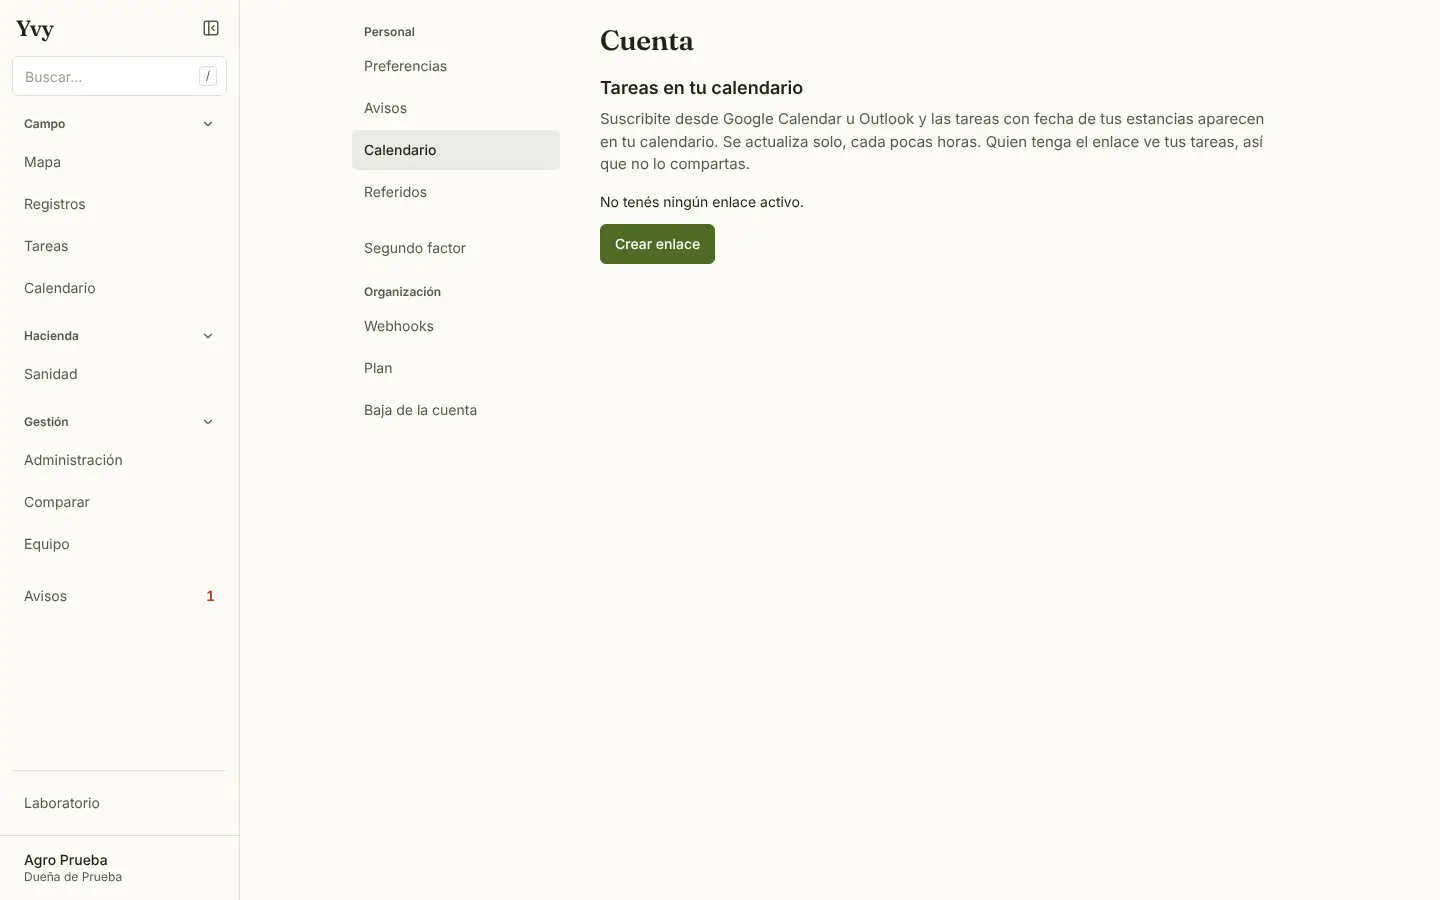 Yvy
Buscar...
/
Campo
Mapa
Registros
Tareas
Calendario
Hacienda
Sanidad
Gestión
Administración
Comparar
Equipo
Avisos
1
Laboratorio
Agro Prueba
Dueña de Prueba
Personal
Preferencias
Avisos
Calendario
Referidos
Segundo factor
Organización
Webhooks
Plan
Baja de la cuenta
Cuenta
Tareas en tu calendario
Suscribite desde Google Calendar u Outlook y las tareas con fecha de tus estancias aparecen
en tu calendario. Se actualiza solo, cada pocas horas. Quien tenga el enlace ve tus tareas, así
que no lo compartas.
No tenés ningún enlace activo.
Crear enlace